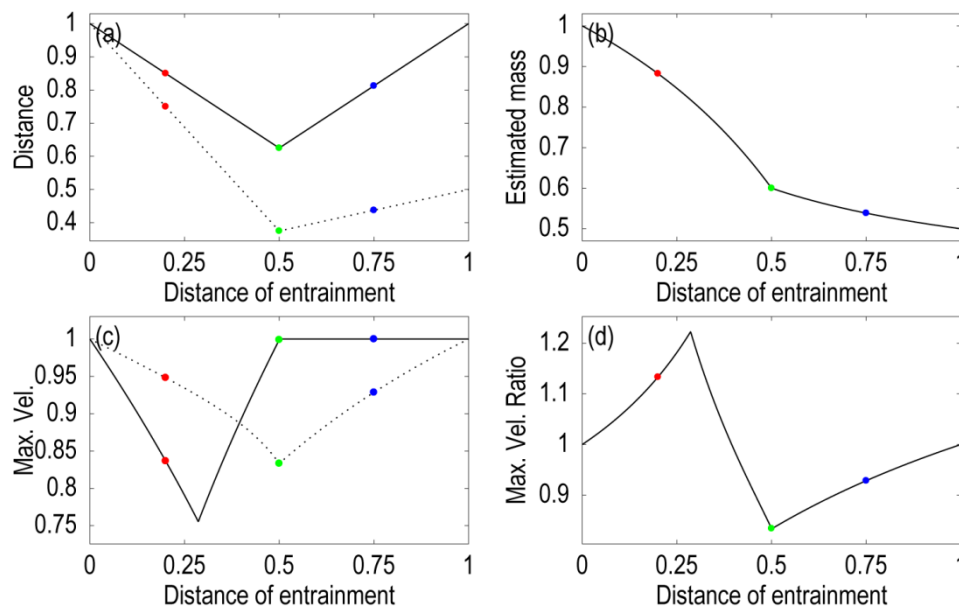 (a)
1
0.9
0.8
0.7
0.6
0.5
0.4
Distance
0 0.25 0.5 0.75 1
Distance of entrainment
(b)
1
0.9
0.8
0.7
0.6
0.5
Estimated mass
0 0.25 0.5 0.75 1
Distance of entrainment
(c)
1
0.95
0.9
0.85
0.8
0.75
Max. Vel.
0 0.25 0.5 0.75 1
Distance of entrainment
(d)
1.2
1.1
1
0.9
Max. Vel. Ratio
0 0.25 0.5 0.75 1
Distance of entrainment